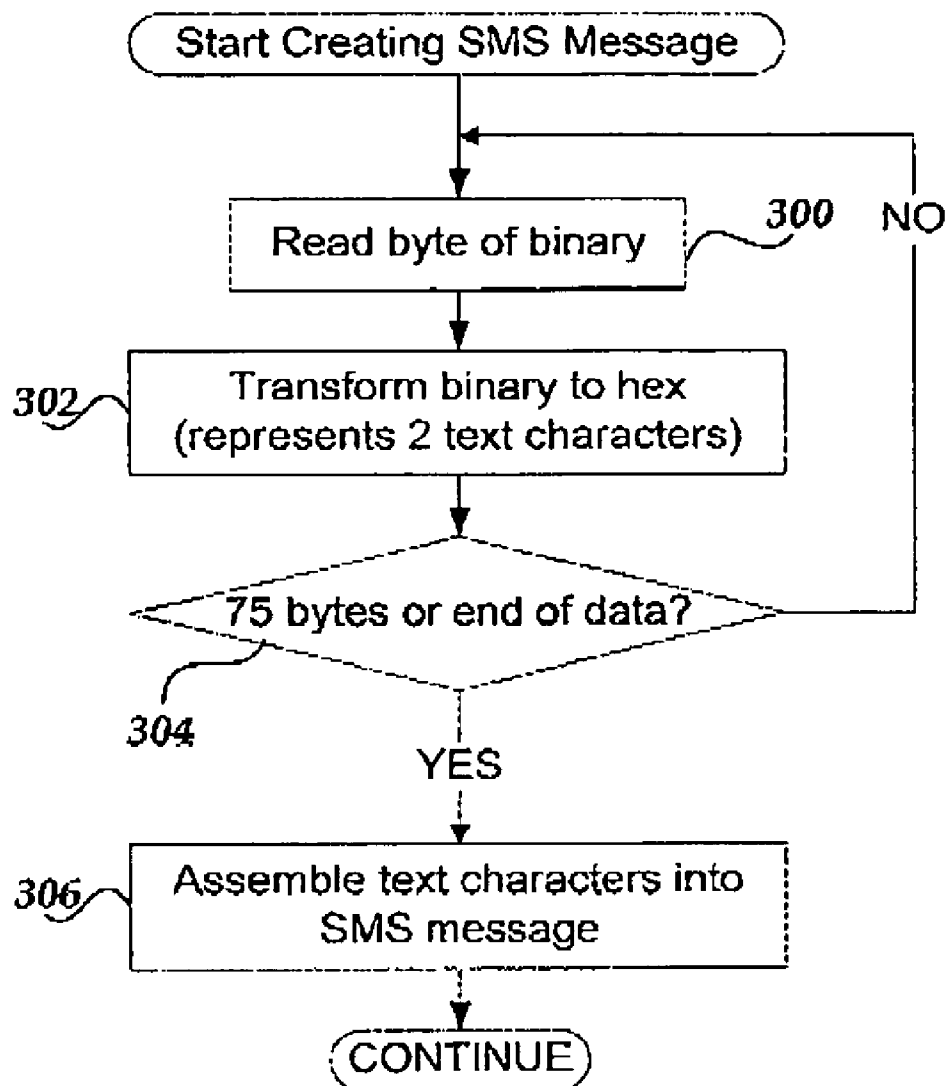 Start Creating SMS Message
Read byte of binary
300
NO
Transform binary to hex
(represents 2 text characters)
302
75 bytes or end of data?
304
YES
Assemble text characters into
SMS message
306
CONTINUE